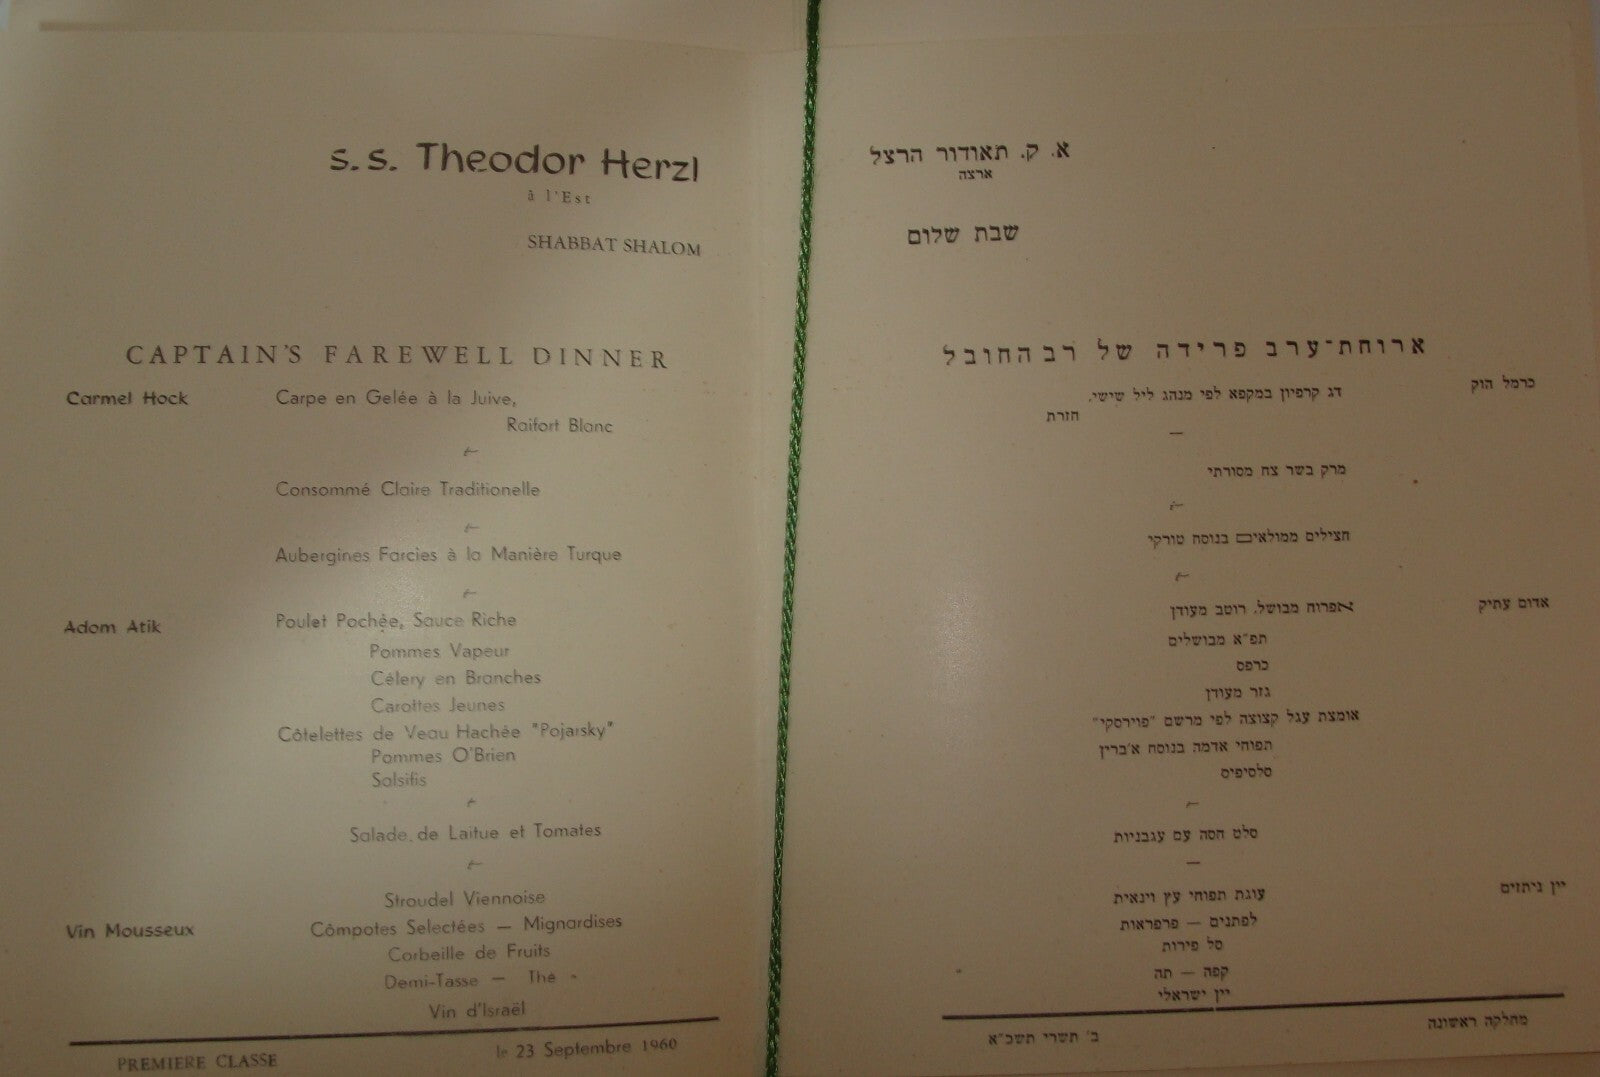 s.s. Theodor Herzl
à l'Est
SHABBAT SHALOM
CAPTAIN'S FAREWELL DINNER
Carmel Hock
Carpe en Gelée à la Juive,
Raifort Blanc
Consommé Claire Traditionelle
Aubergines Farcies à la Manière Turque
Adom Atik
Poulet Pochée, Sauce Riche
Pommes Vapeur
Célery en Branches
Carottes Jeunes
Côtelettes de Veau Hachée "Pojarsky"
Pommes O'Brien
Salsifis
Salade de Laitue et Tomates
Stroudel Viennoise
Vin Mousseux
Cômpotes Selectées — Mignardises
Corbeille de Fruits
Demi-Tasse — Thé
Vin d'Israël
PREMIERE CLASSE
le 23 Septembre 1960
א. ק. תאודור הרצל
ארצה
שבת שלום
ארוחת־ערב פרידה של רב החובל
כרמל הוק
דג קרפיון במקפא לפי מנהג ליל שישי,
חזרת
—
מרק בשר צח מסורתי
חצילים ממולאים בנוסח טורקי
אדום עתיק
אפרוח מבושל, רוטב מעודן
תפ״א מבושלים
כרפס
גזר מעודן
אומצת עגל קצוצה לפי מרשם "פוירסקי"
תפוחי אדמה בנוסח א׳ברין
סלסיפיס
סלט חסה עם עגבניות
—
יין ניתזים
עוגת תפוחי עץ וינאית
לפתנים — פרפראות
סל פירות
קפה — תה
יין ישראלי
מחלקה ראשונה
ב׳ תשרי תשכ״א